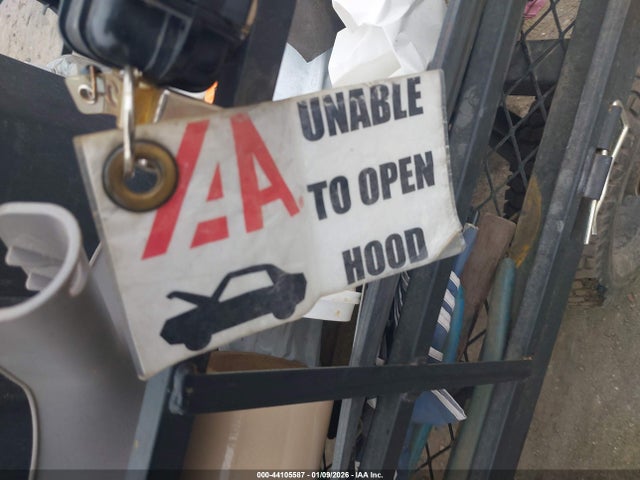 IAA
UNABLE
TO OPEN
HOOD
000-44105587 - 01/09/2026 - IAA Inc.